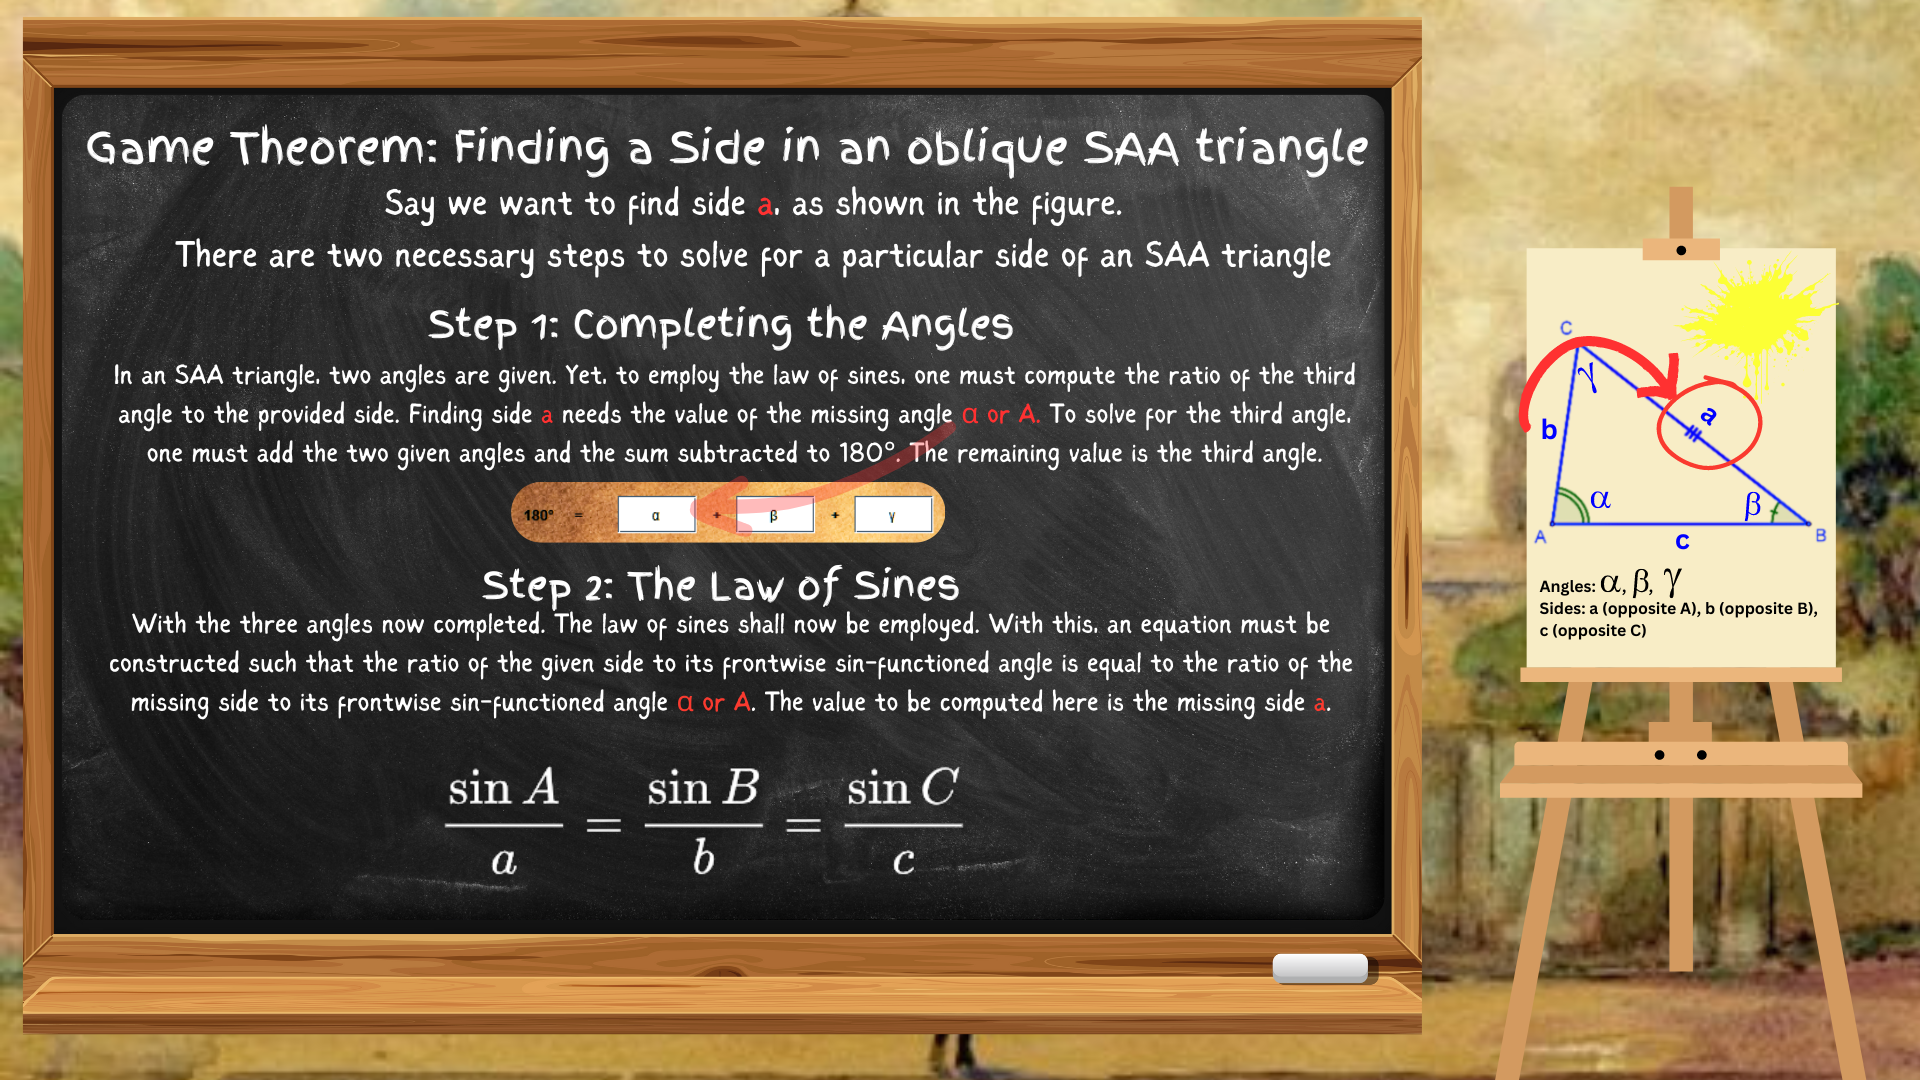 Game Theorem: Finding a Side in an oblique SAA triangle
Say we want to find side a, as shown in the figure.
There are two necessary steps to solve for a particular side of an SAA triangle
Step 1: Completing the Angles
In an SAA triangle, two angles are given. Yet, to employ the law of sines, one must compute the ratio of the third
angle to the provided side. Finding side a needs the value of the missing angle α or A. To solve for the third angle,
one must add the two given angles and the sum subtracted to 180°. The remaining value is the third angle.
180° = α + β + γ
Step 2: The Law of Sines
With the three angles now completed. The law of sines shall now be employed. With this, an equation must be
constructed such that the ratio of the given side to its frontwise sin-functioned angle is equal to the ratio of the
missing side to its frontwise sin-functioned angle α or A. The value to be computed here is the missing side a.
sin A / a = sin B / b = sin C / c
C
γ
a
b
α
β
A
c
B
Angles: α, β, γ
Sides: a (opposite A), b (opposite B),
c (opposite C)